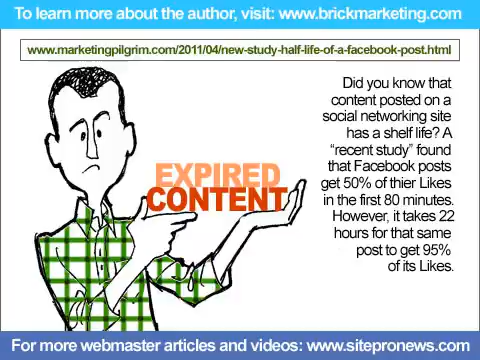 To learn more about the author, visit: www.brickmarketing.com
www.marketingpilgrim.com/2011/04/new-study-half-life-of-a-facebook-post.html
Did you know that
content posted on a
social networking site
has a shelf life? A
“recent study” found
that Facebook posts
get 50% of thier Likes
in the first 80 minutes.
However, it takes 22
hours for that same
post to get 95%
of its Likes.
EXPIRED
CONTENT
For more webmaster articles and videos: www.sitepronews.com